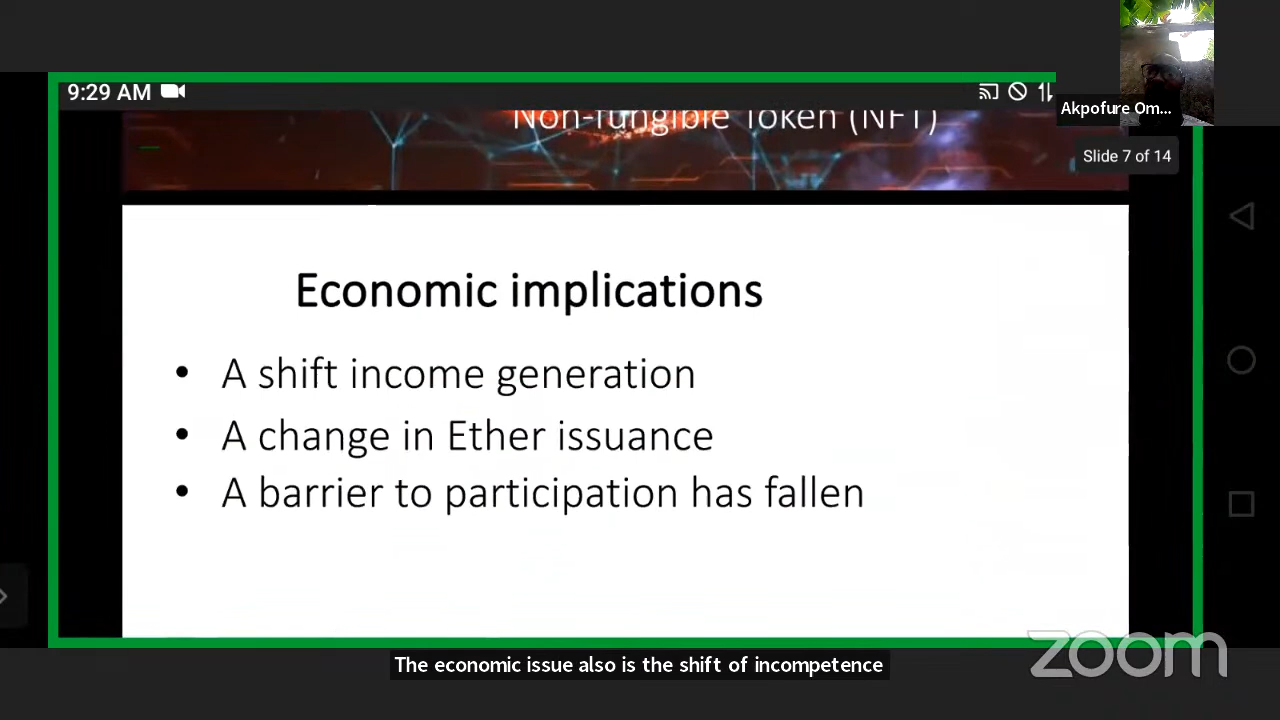 9:29 AM
Akpofure Om...
Non-fungible Token (NFT)
Slide 7 of 14
Economic implications
• A shift income generation
• A change in Ether issuance
• A barrier to participation has fallen
The economic issue also is the shift of incompetence
zoom